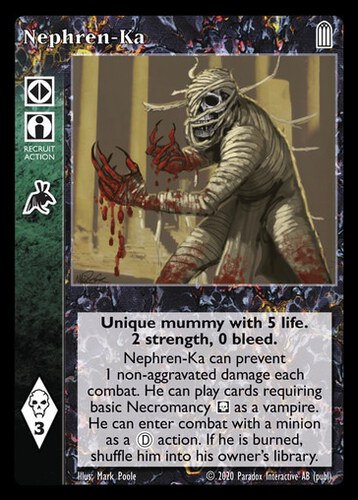 Nephren-Ka
RECRUIT
ACTION
Unique mummy with 5 life.
2 strength, 0 bleed.
Nephren-Ka can prevent
1 non-aggravated damage each
combat. He can play cards requiring
basic Necromancy as a vampire.
He can enter combat with a minion
as a Ⓓ action. If he is burned,
shuffle him into his owner's library.
3
Illus: Mark Poole
© 2020 Paradox Interactive AB (publ)